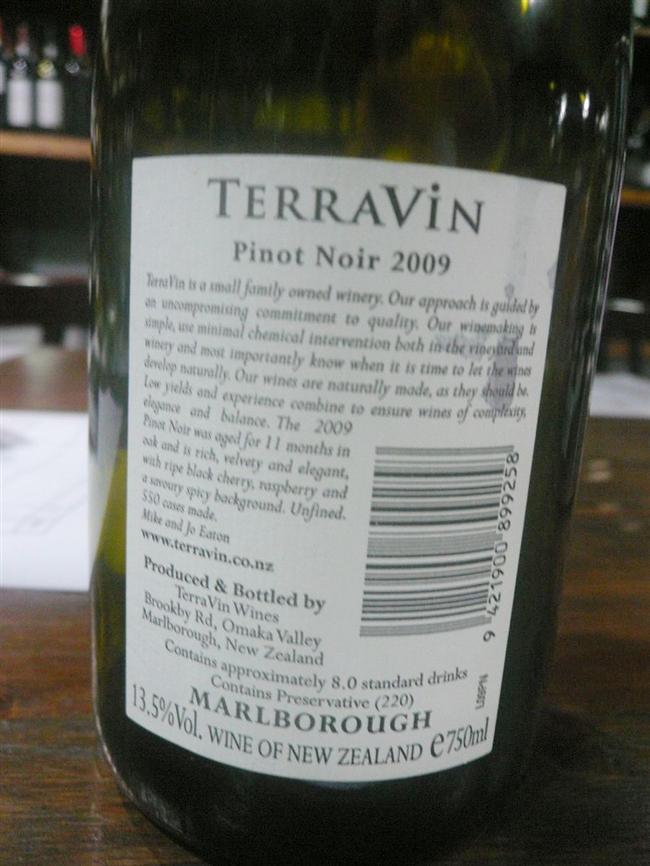 TERRAVIN
Pinot Noir 2009
TerraVin is a small family owned winery. Our approach is guided by
an uncompromising commitment to quality. Our winemaking is
simple, use minimal chemical intervention both in the vineyard and
winery and most importantly know when it is time to let the wines
develop naturally. Our wines are naturally made, as they should be.
Low yields and experience combine to ensure wines of complexity,
elegance and balance. The 2009
Pinot Noir was aged for 11 months in
oak and is rich, velvety and elegant,
with ripe black cherry, raspberry and
a savoury spicy background. Unfined.
550 cases made.
Mike and Jo Eaton
www.terravin.co.nz
Produced & Bottled by
TerraVin Wines
Brookby Rd, Omaka Valley
Marlborough, New Zealand
9 421900 899258
Contains approximately 8.0 standard drinks
Contains Preservative (220)
L09PN
MARLBOROUGH
13.5%Vol. WINE OF NEW ZEALAND e750ml